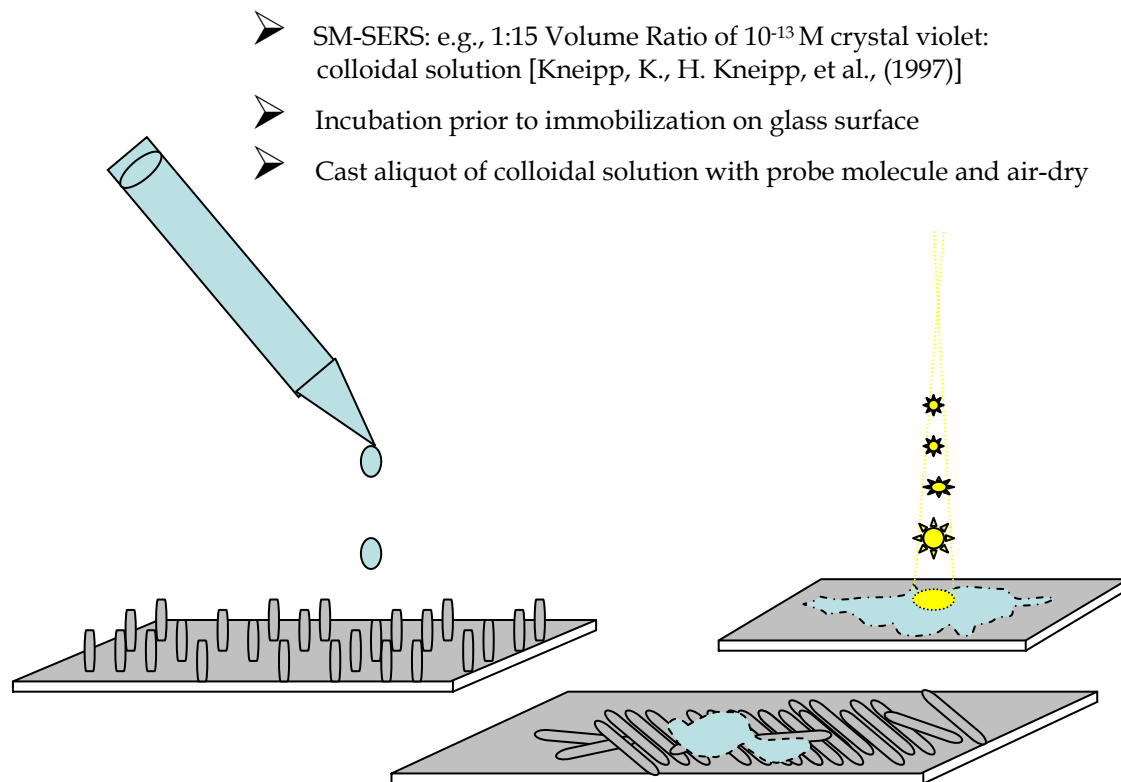 SM-SERS: e.g., 1:15 Volume Ratio of 10⁻¹³ M crystal violet:
colloidal solution [Kneipp, K., H. Kneipp, et al., (1997)]
Incubation prior to immobilization on glass surface
Cast aliquot of colloidal solution with probe molecule and air-dry